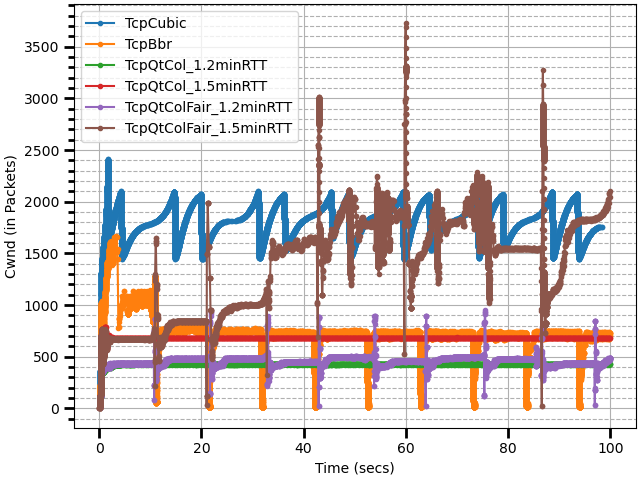 TcpCubic
TcpBbr
TcpQtCol_1.2minRTT
TcpQtCol_1.5minRTT
TcpQtColFair_1.2minRTT
TcpQtColFair_1.5minRTT
Cwnd (in Packets)
3500
3000
2500
2000
1500
1000
500
0
0 20 40 60 80 100
Time (secs)